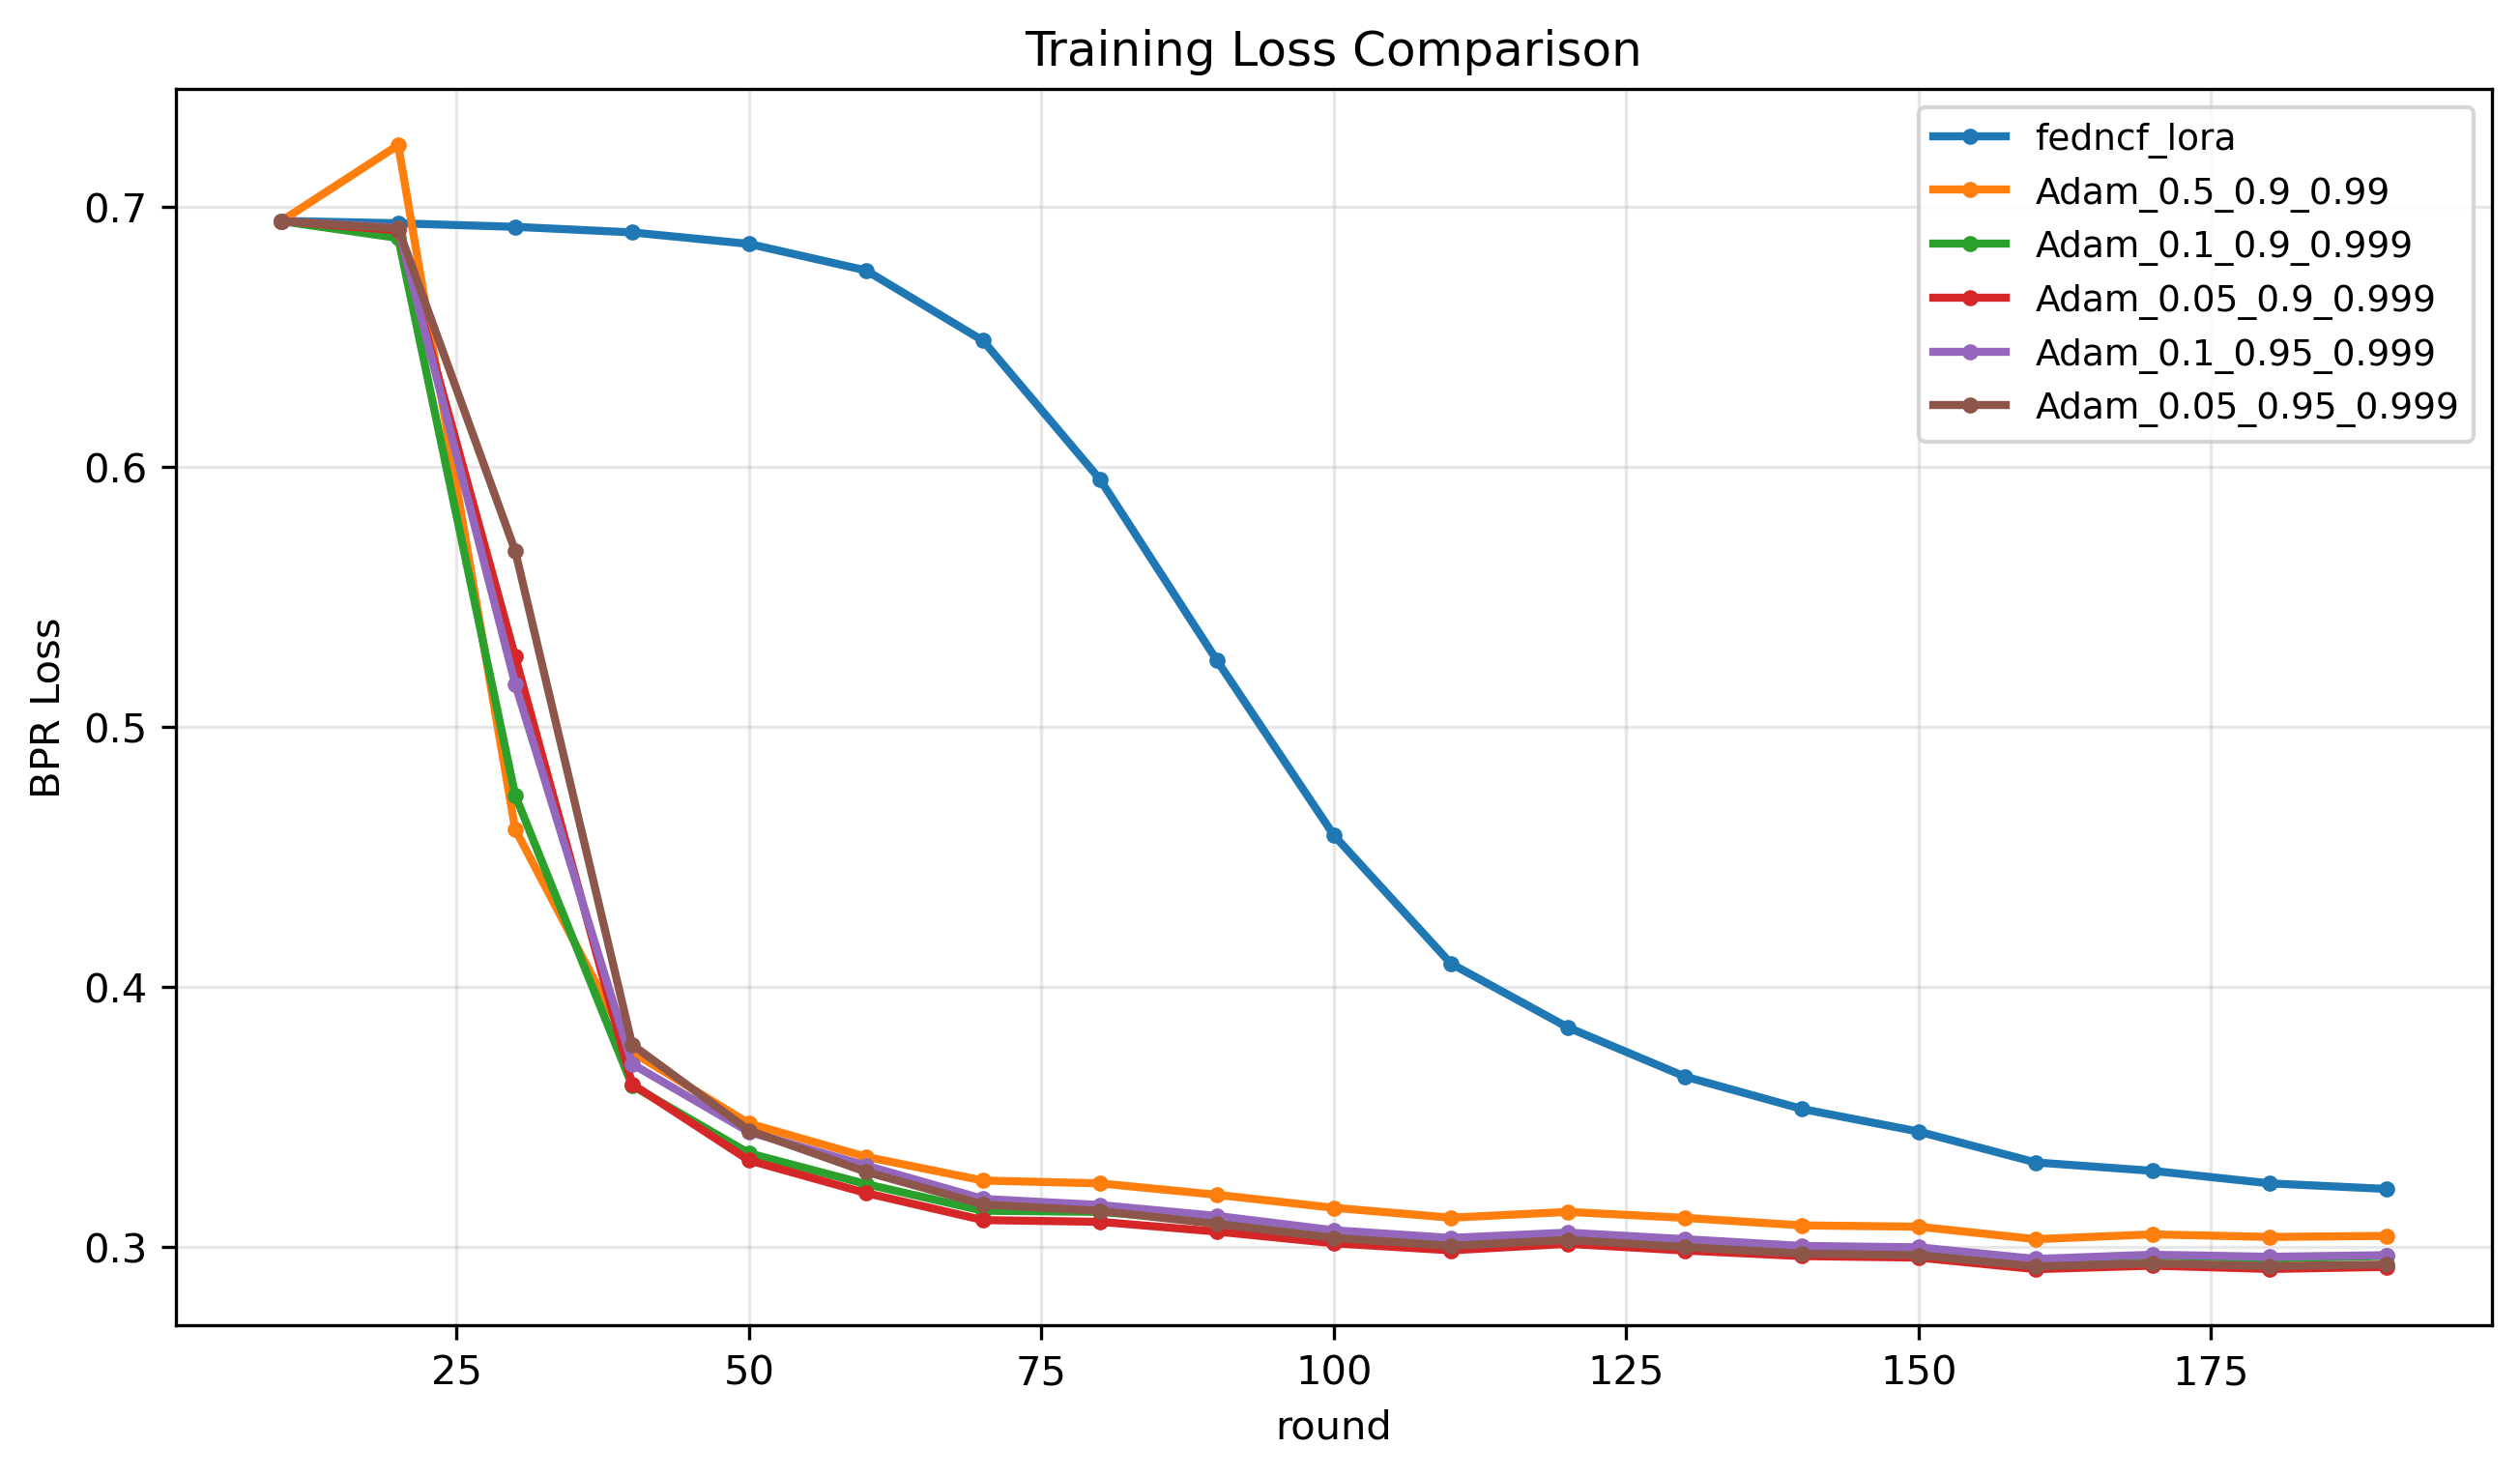 Training Loss Comparison
fedncf_lora
Adam_0.5_0.9_0.99
Adam_0.1_0.9_0.999
Adam_0.05_0.9_0.999
Adam_0.1_0.95_0.999
Adam_0.05_0.95_0.999
BPR Loss
0.7
0.6
0.5
0.4
0.3
25 50 75 100 125 150 175
round